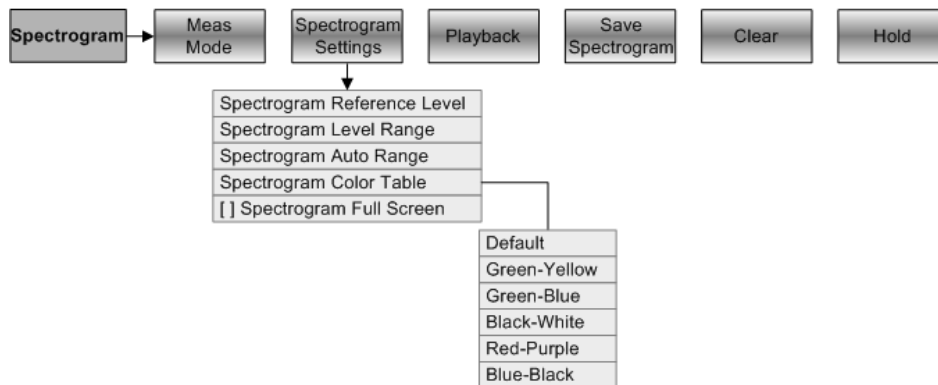 Spectrogram
Meas
Mode
Spectrogram
Settings
Playback
Save
Spectrogram
Clear
Hold
Spectrogram Reference Level
Spectrogram Level Range
Spectrogram Auto Range
Spectrogram Color Table
[ ] Spectrogram Full Screen
Default
Green-Yellow
Green-Blue
Black-White
Red-Purple
Blue-Black